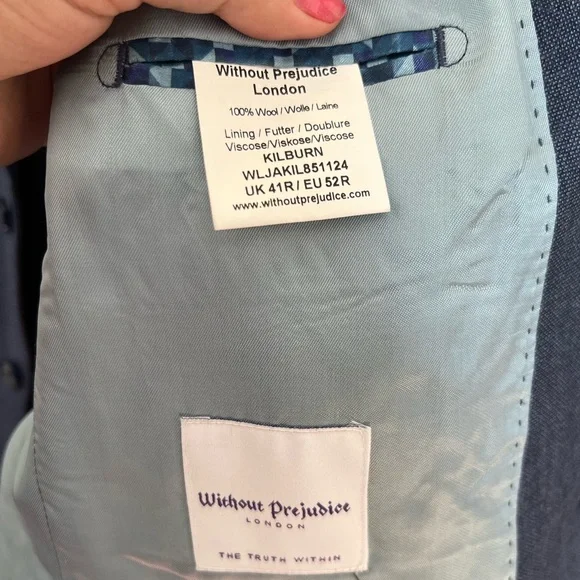 Without Prejudice
London
100% Wool / Wolle / Laine
Lining / Futter / Doublure
Viscose/Viskose/Viscose
KILBURN
WLJAKIL851124
UK 41R / EU 52R
www.withoutprejudice.com
Without Prejudice
LONDON
THE TRUTH WITHIN